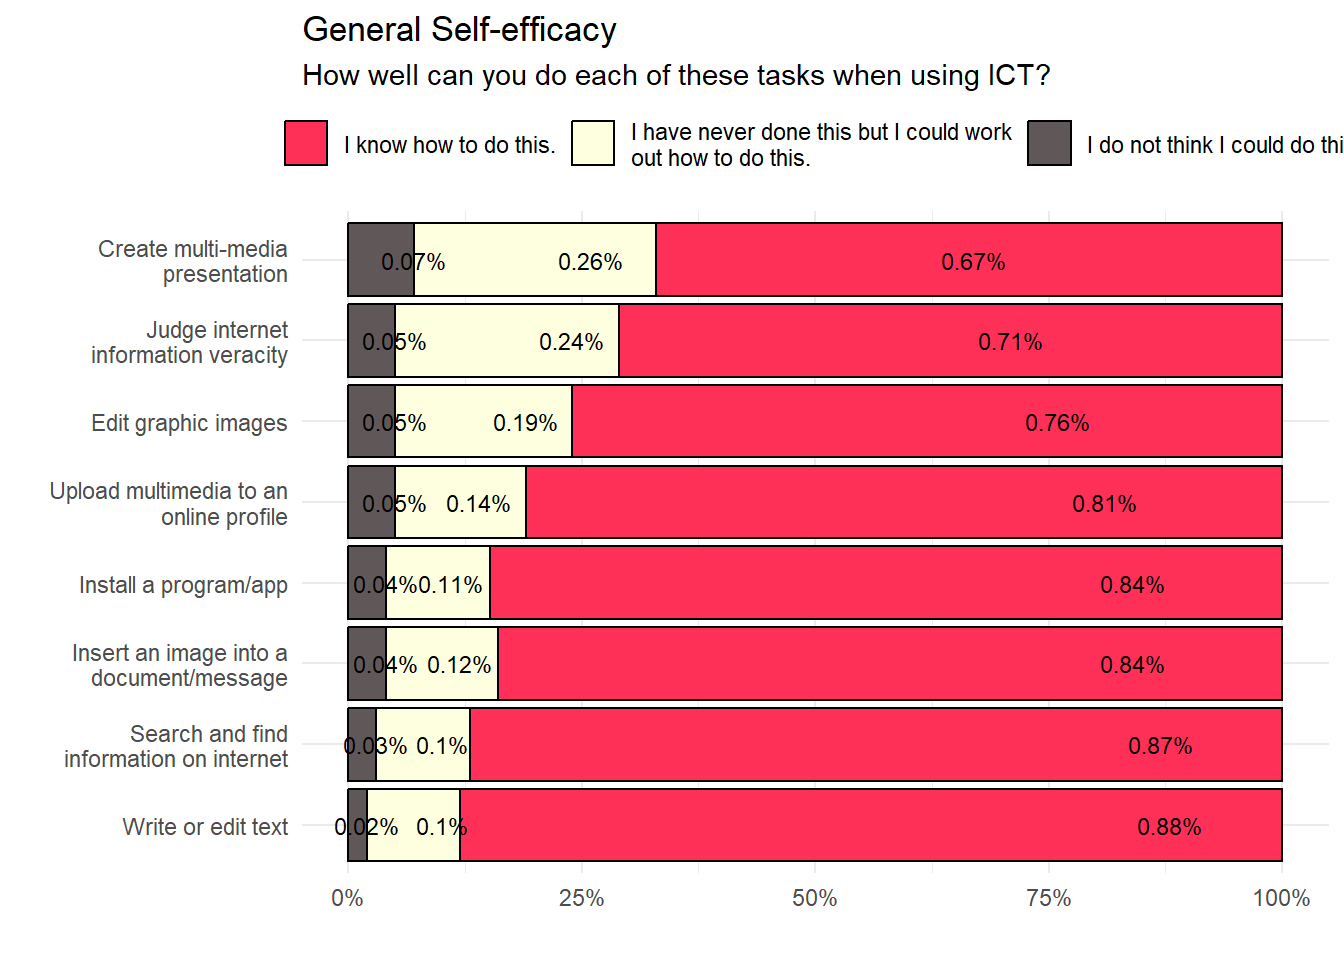 General Self-efficacy
How well can you do each of these tasks when using ICT?
I know how to do this.
I have never done this but I could work
out how to do this.
I do not think I could do thi
Create multi-media
presentation
0.07% 0.26% 0.67%
Judge internet
information veracity
0.05% 0.24% 0.71%
Edit graphic images
0.05% 0.19% 0.76%
Upload multimedia to an
online profile
0.05% 0.14% 0.81%
Install a program/app
0.04% 0.11% 0.84%
Insert an image into a
document/message
0.04% 0.12% 0.84%
Search and find
information on internet
0.03% 0.1% 0.87%
Write or edit text
0.02% 0.1% 0.88%
0% 25% 50% 75% 100%